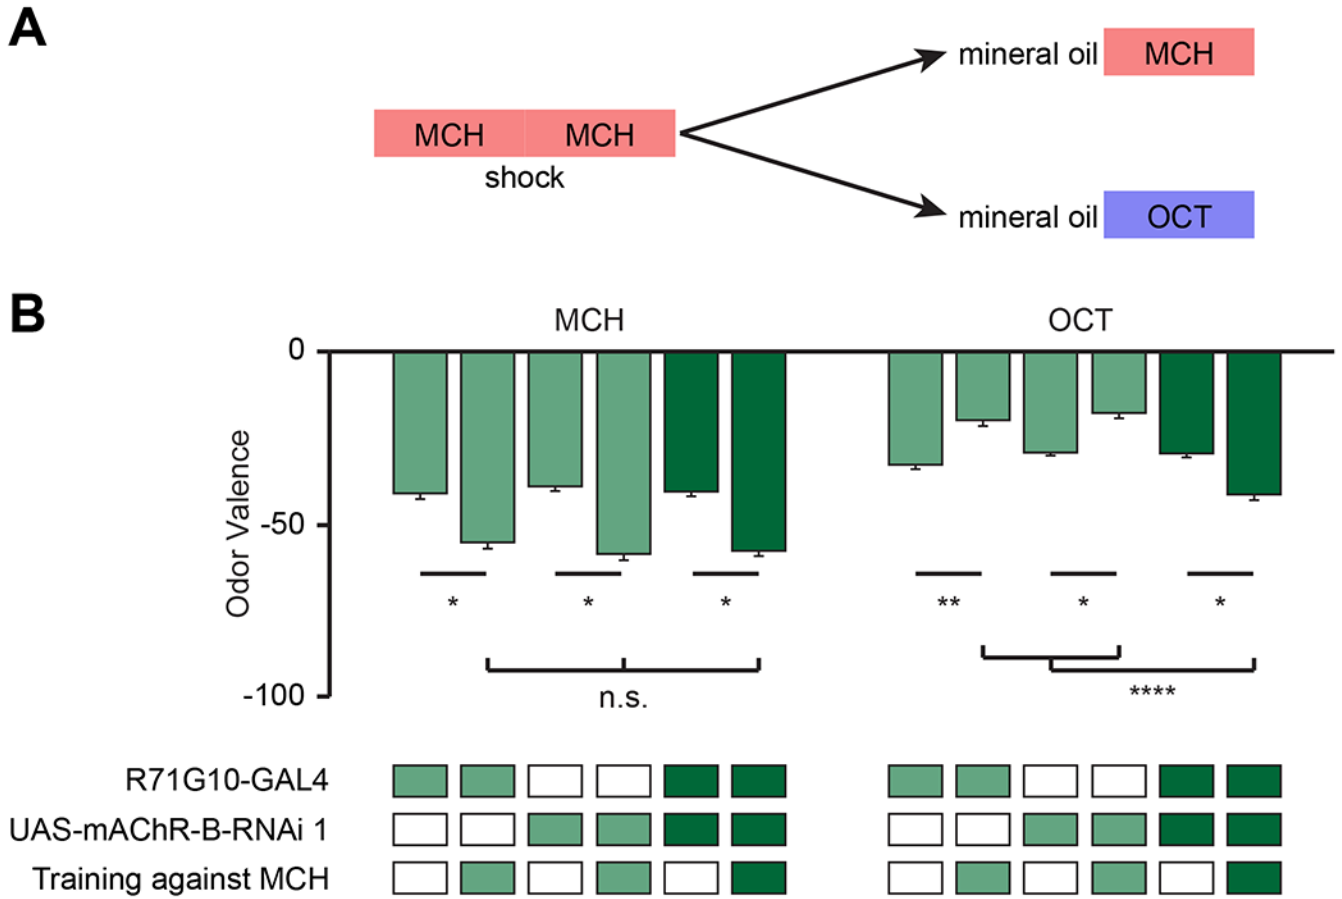 A
mineral oil MCH
MCH MCH
shock
mineral oil OCT
B
MCH OCT
0
-50
-100
Odor Valence
* * * ** * *
n.s. ****
R71G10-GAL4
UAS-mAChR-B-RNAi 1
Training against MCH